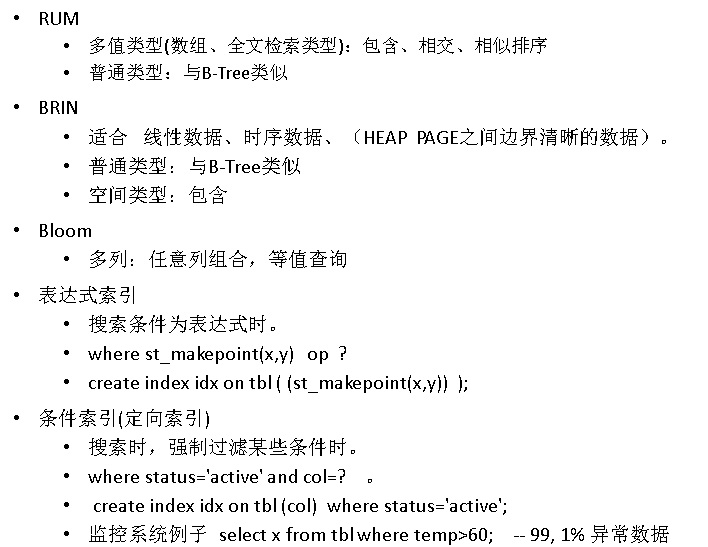 • RUM
• 多值类型(数组、全文检索类型)：包含、相交、相似排序
• 普通类型：与B-Tree类似
• BRIN
• 适合 线性数据、时序数据、（HEAP PAGE之间边界清晰的数据）。
• 普通类型：与B-Tree类似
• 空间类型：包含
• Bloom
• 多列：任意列组合，等值查询
• 表达式索引
• 搜索条件为表达式时。
• where st_makepoint(x,y) op ?
• create index idx on tbl ( (st_makepoint(x,y)) );
• 条件索引(定向索引)
• 搜索时，强制过滤某些条件时。
• where status='active' and col=? 。
• create index idx on tbl (col) where status='active';
• 监控系统例子 select x from tbl where temp>60; -- 99, 1% 异常数据